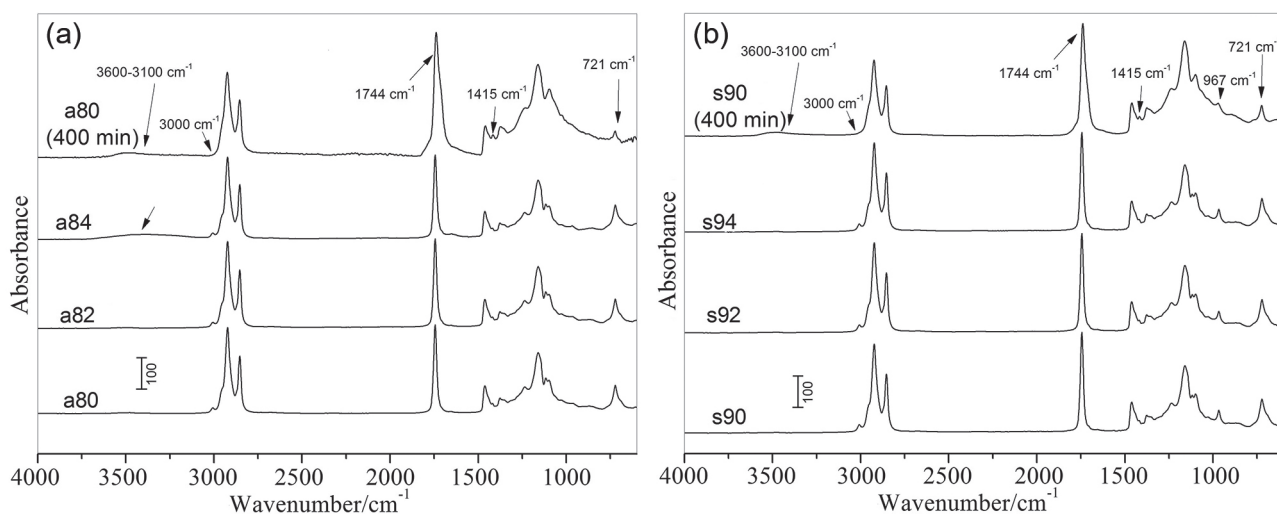 (a)
3600-3100 cm⁻¹
a80
(400 min)
3000 cm⁻¹
1744 cm⁻¹
1415 cm⁻¹
721 cm⁻¹
a84
a82
100
a80
Absorbance
4000 3500 3000 2500 2000 1500 1000
Wavenumber/cm⁻¹
(b)
3600-3100 cm⁻¹
s90
(400 min)
3000 cm⁻¹
1744 cm⁻¹
1415 cm⁻¹
967 cm⁻¹
721 cm⁻¹
s94
s92
100
s90
Absorbance
4000 3500 3000 2500 2000 1500 1000
Wavenumber/cm⁻¹